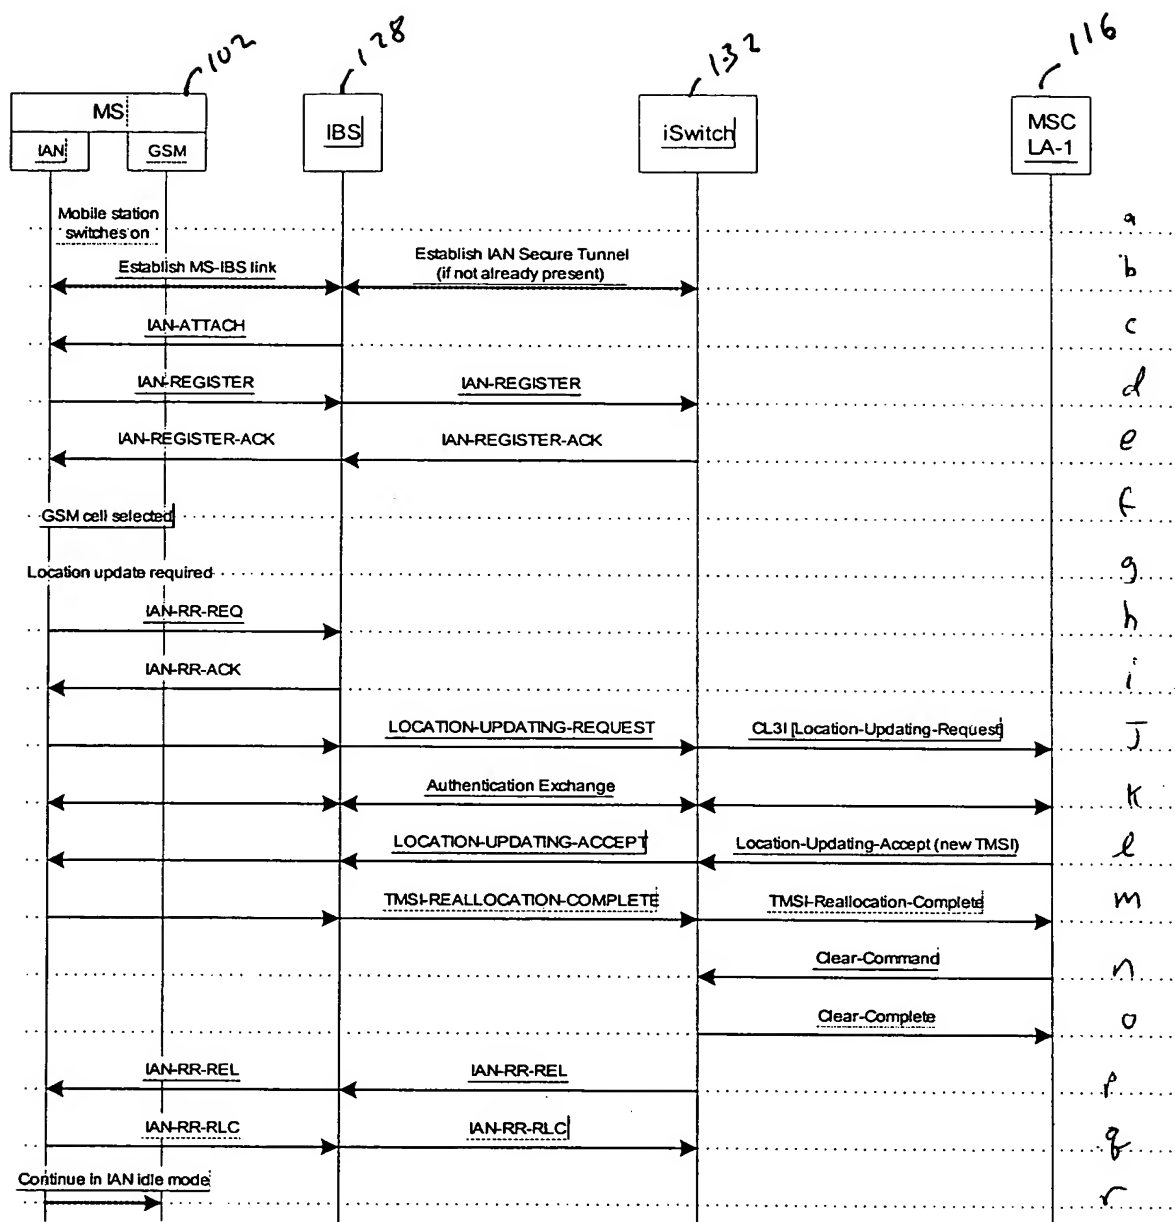 102 128 132 116
MS
IAN GSM IBS iSwitch MSC
LA-1
Mobile station
switches on a
Establish MS-IBS link Establish IAN Secure Tunnel
(if not already present) b
IAN-ATTACH c
IAN-REGISTER IAN-REGISTER d
IAN-REGISTER-ACK IAN-REGISTER-ACK e
GSM cell selected f
Location update required g
IAN-RR-REQ h
IAN-RR-ACK i
LOCATION-UPDATING-REQUEST CL3I [Location-Updating-Request] J
Authentication Exchange K
LOCATION-UPDATING-ACCEPT Location-Updating-Accept (new TMSI) l
TMSI-REALLOCATION-COMPLETE TMSI-Reallocation-Complete m
Clear-Command n
Clear-Complete o
IAN-RR-REL IAN-RR-REL p
IAN-RR-RLC IAN-RR-RLC q
Continue in IAN idle mode r